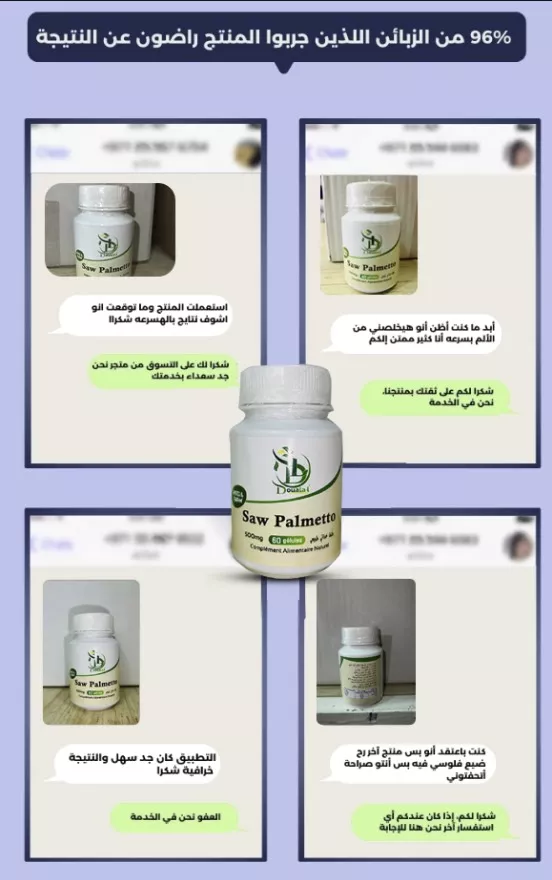 96% من الزبائن اللذين جربوا المنتج راضون عن النتيجة
Saw Palmetto
استعملت المنتج وما توقعت انو
اشوف نتايج بالهسرعه شكراا
شكرا لك على التسوق من متجر نحن
جد سعداء بخدمتك
Saw Palmetto
أبد ما كنت أظن أنو هيخلصني من
الألم بسرعه أنا كثير ممتن إلكم
شكرا لكم على ثقتك بمنتجنا،
نحن في الخدمة
Saw Palmetto
500mg 60 gélules
Complément Alimentaire Naturel
Saw Palmetto
التطبيق كان جد سهل والنتيجة
خرافية شكرا
العفو نحن في الخدمة
كنت باعتقد أنو بس منتج آخر رح
ضيع فلوسي فيه بس أنتو صراحة
أتحفتوني
شكرا لكم، إذا كان عندكم أي
استفسار أخر نحن هنا للإجابة